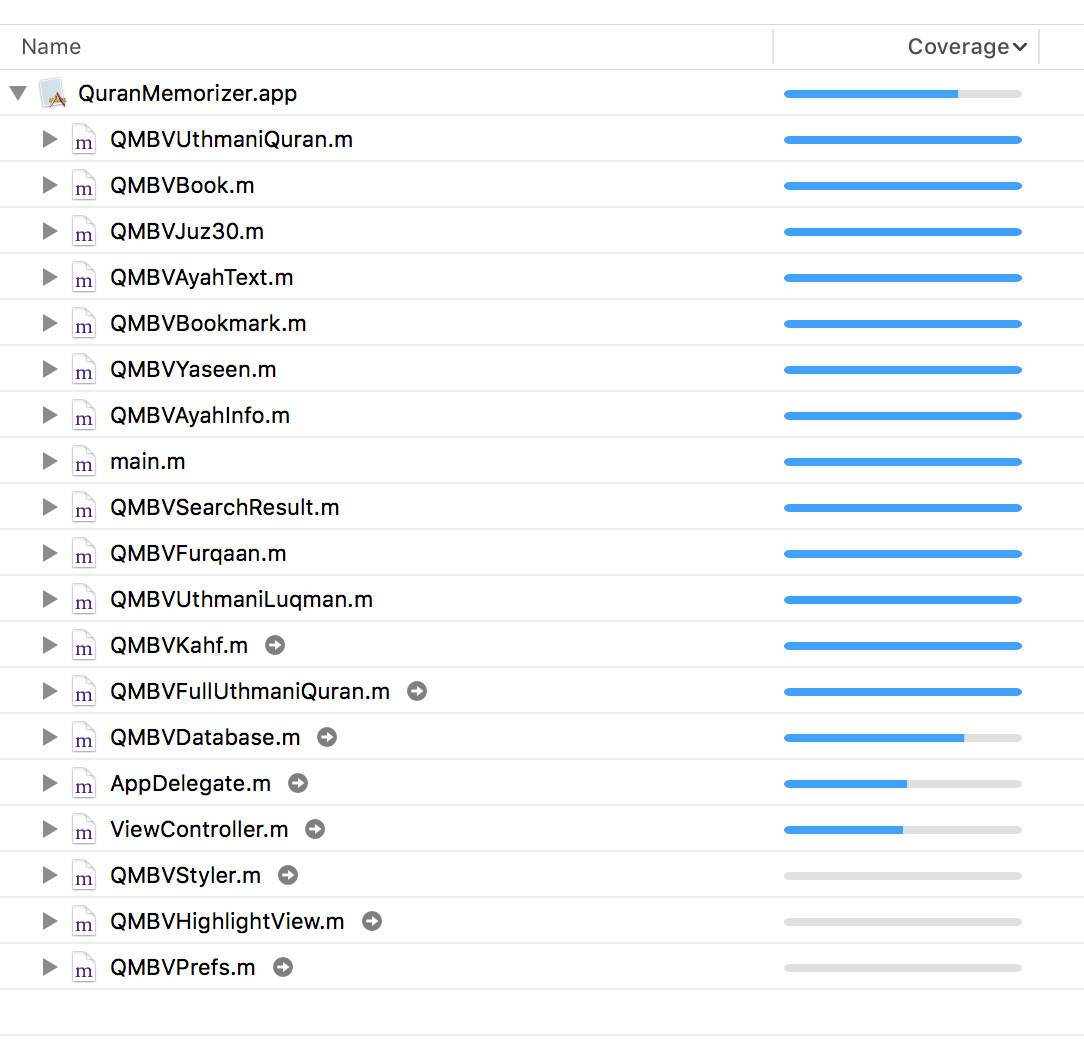 Name Coverage
QuranMemorizer.app
m QMBVUthmaniQuran.m
m QMBVBook.m
m QMBVJuz30.m
m QMBVAyahText.m
m QMBVBookmark.m
m QMBVYaseen.m
m QMBVAyahInfo.m
m main.m
m QMBVSearchResult.m
m QMBVFurqaan.m
m QMBVUthmaniLuqman.m
m QMBVKahf.m
m QMBVFullUthmaniQuran.m
m QMBVDatabase.m
m AppDelegate.m
m ViewController.m
m QMBVStyler.m
m QMBVHighlightView.m
m QMBVPrefs.m